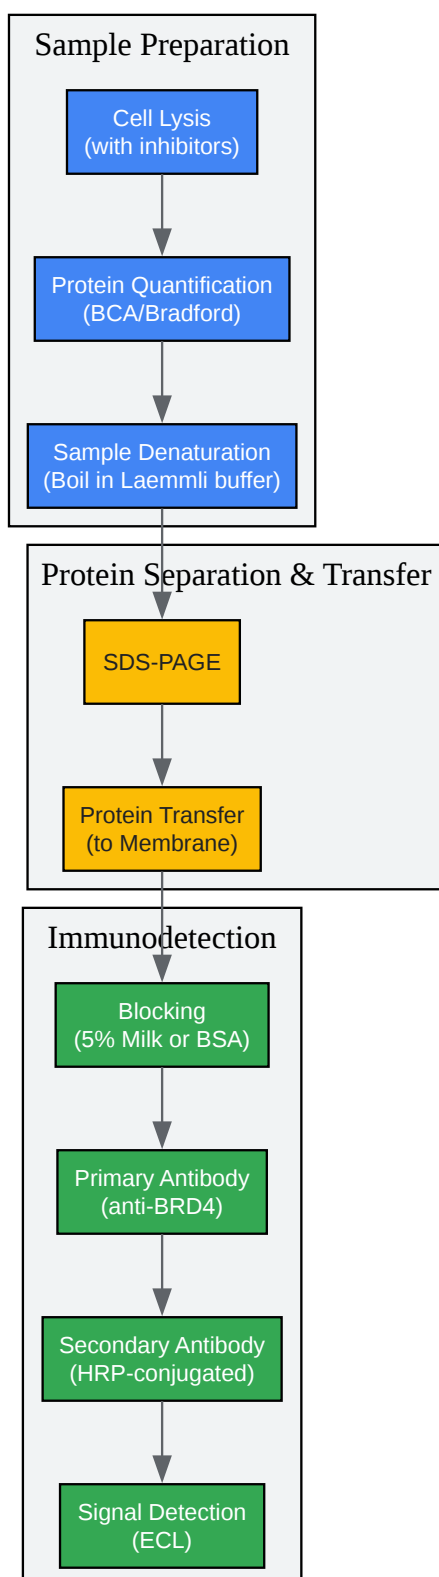 Sample Preparation
Cell Lysis
(with inhibitors)
Protein Quantification
(BCA/Bradford)
Sample Denaturation
(Boil in Laemmli buffer)
Protein Separation & Transfer
SDS-PAGE
Protein Transfer
(to Membrane)
Immunodetection
Blocking
(5% Milk or BSA)
Primary Antibody
(anti-BRD4)
Secondary Antibody
(HRP-conjugated)
Signal Detection
(ECL)